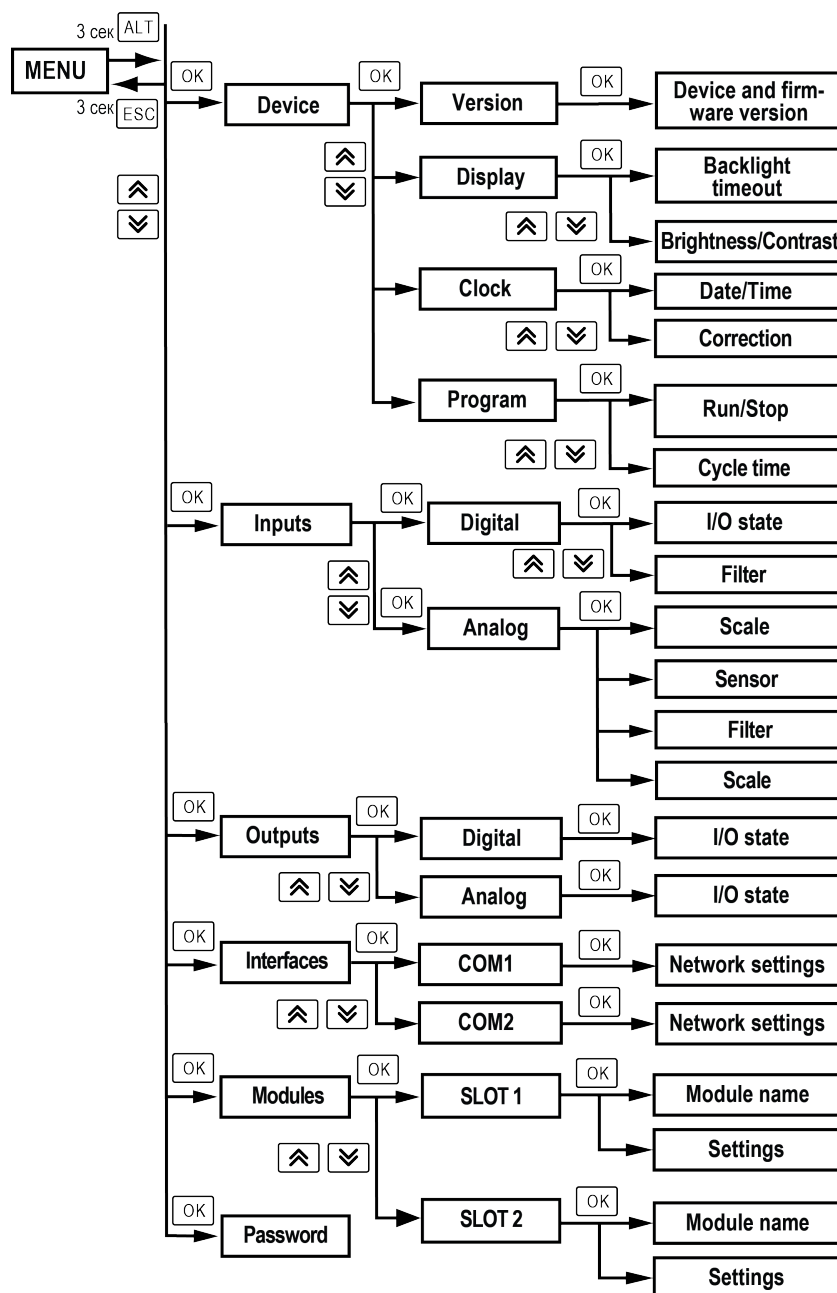 3 сек ALT
MENU
3 сек ESC
OK
Device
OK
Version
OK
Device and firm-
ware version
Display
OK
Backlight
timeout
Brightness/Contrast
Clock
OK
Date/Time
Correction
Program
OK
Run/Stop
Cycle time
OK
Inputs
OK
Digital
OK
I/O state
Filter
OK
Analog
OK
Scale
Sensor
Filter
Scale
OK
Outputs
OK
Digital
OK
I/O state
Analog
OK
I/O state
OK
Interfaces
OK
COM1
OK
Network settings
COM2
OK
Network settings
OK
Modules
OK
SLOT 1
OK
Module name
Settings
SLOT 2
OK
Module name
Settings
OK
Password